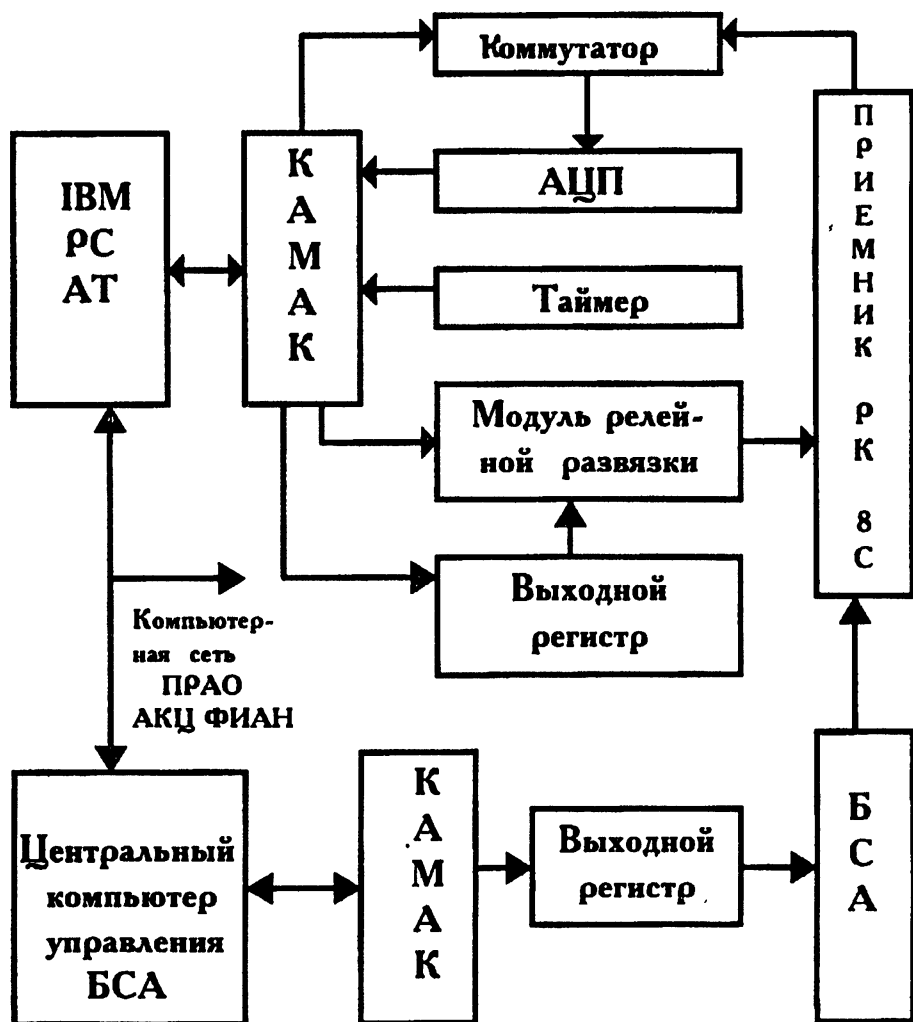 Коммутатор
IBM
PC
AT
К
А
М
А
К
АЦП
Таймер
Модуль релей-
ной развязки
Выходной
регистр
П
Р
И
Е
М
Н
И
К
Р
К
8
С
Компьютер-
ная сеть
ПРАО
АКЦ ФИАН
Центральный
компьютер
управления
БСА
К
А
М
А
К
Выходной
регистр
Б
С
А